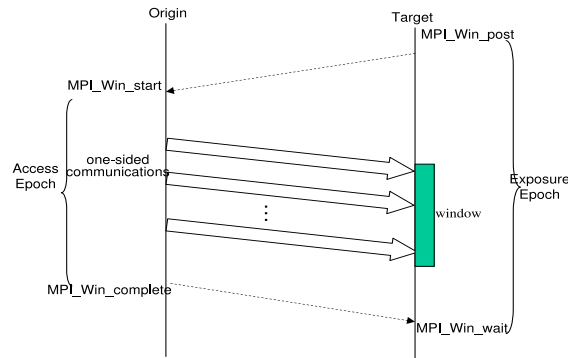 Origin
Target
MPI_Win_post
MPI_Win_start
one-sided
communications
Access
Epoch
Exposure
Epoch
window
MPI_Win_complete
MPI_Win_wait